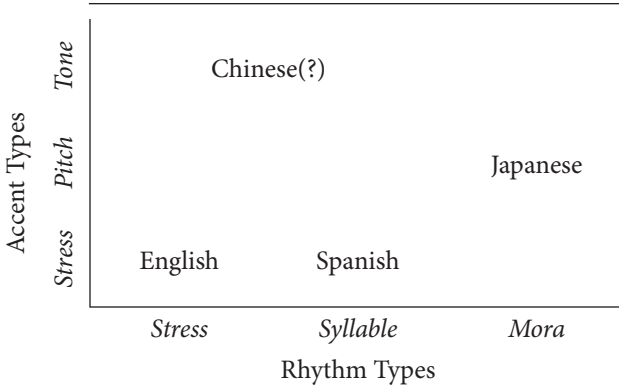 Accent Types
Tone
Pitch
Stress
Chinese(?)
Japanese
English Spanish
Stress Syllable Mora
Rhythm Types